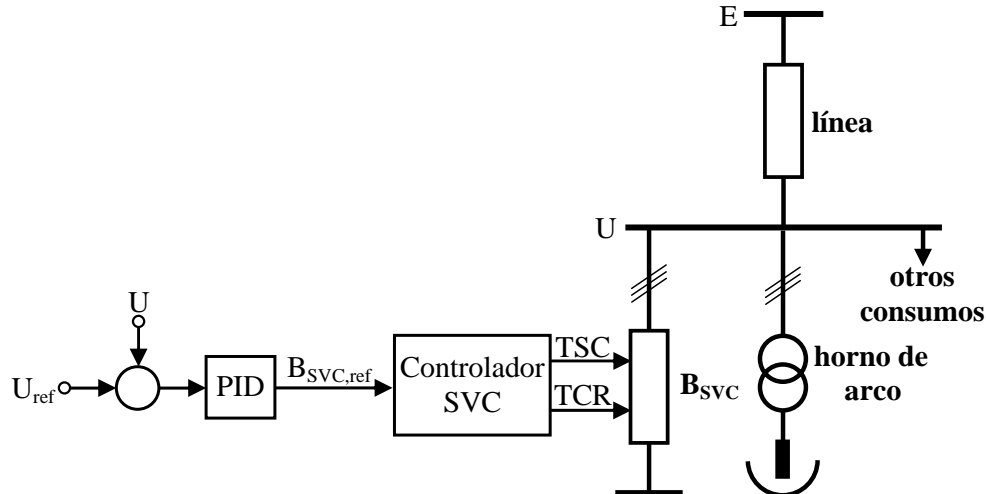 E
línea
U
otros
consumos
U
U_ref
PID
B_SVC,ref
Controlador
SVC
TSC
TCR
B_SVC
horno de
arco